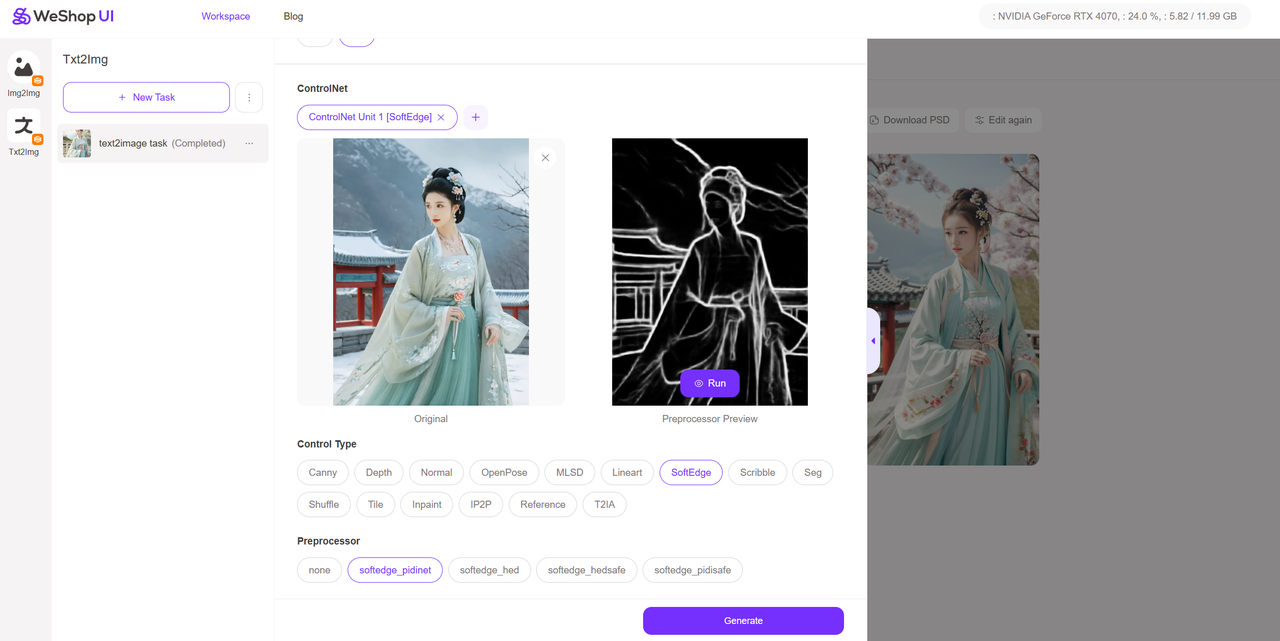 WeShop UI
Workspace
Blog
: NVIDIA GeForce RTX 4070, : 24.0 %, : 5.82 / 11.99 GB
Img2Img
文
Txt2Img
Txt2Img
+ New Task
text2image task (Completed)
ControlNet
ControlNet Unit 1 [SoftEdge]
Run
Original
Preprocessor Preview
Control Type
Canny
Depth
Normal
OpenPose
MLSD
Lineart
SoftEdge
Scribble
Seg
Shuffle
Tile
Inpaint
IP2P
Reference
T2IA
Preprocessor
none
softedge_pidinet
softedge_hed
softedge_hedsafe
softedge_pidisafe
Generate
Download PSD
Edit again